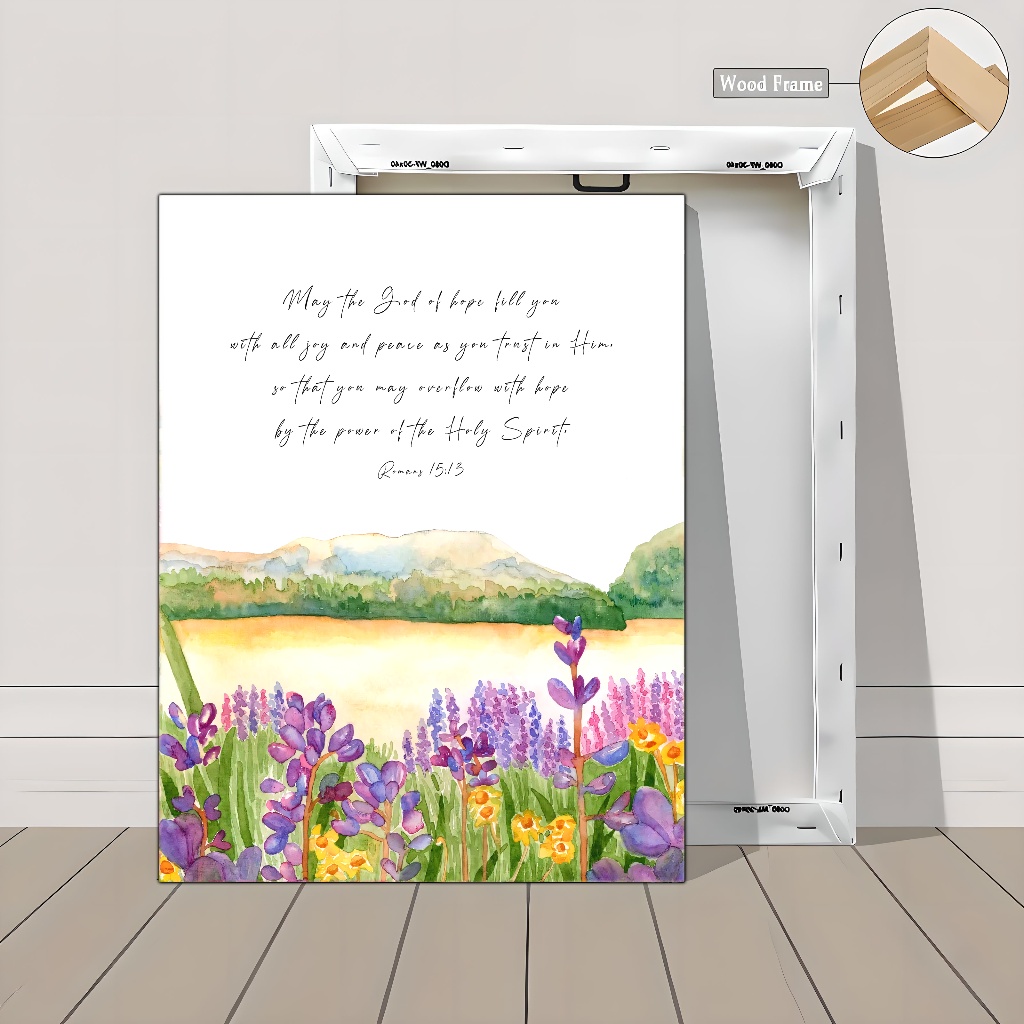 Wood Frame
May the God of hope fill you
with all joy and peace as you trust in Him,
so that you may overflow with hope
by the power of the Holy Spirit.
Romans 15:13